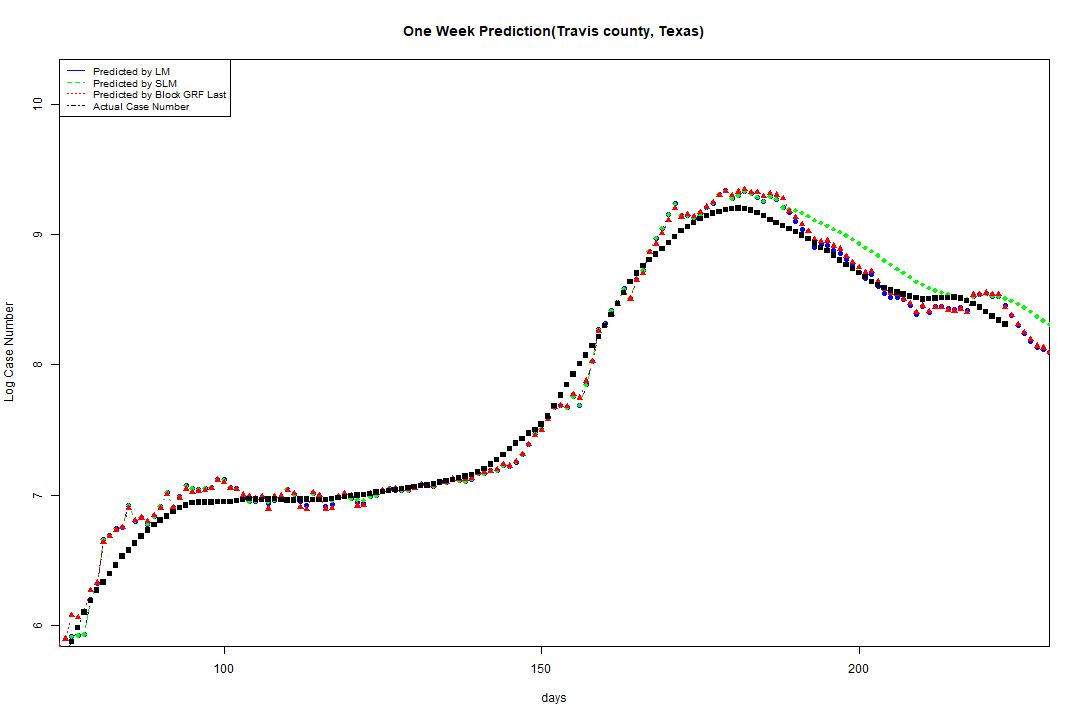 One Week Prediction(Travis county, Texas)
Predicted by LM
Predicted by SLM
Predicted by Block GRF Last
Actual Case Number
10
9
8
7
6
Log Case Number
100
150
200
days